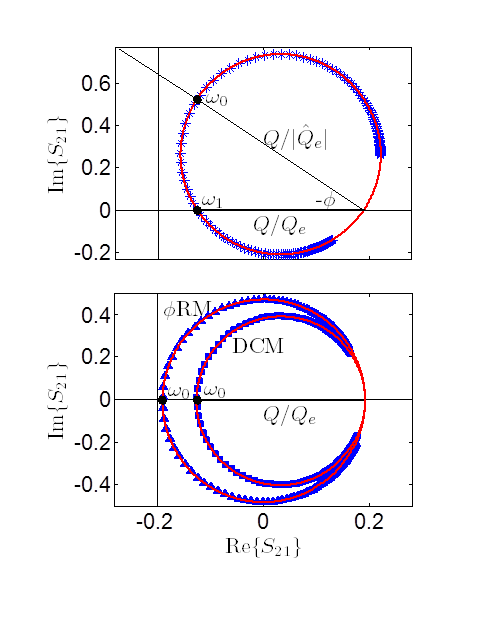 0.6
0.4
0.2
0
-0.2
Im{S₂₁}
ω₀
Q/|Q̂ₑ|
ω₁
-ϕ
Q/Qₑ
0.4
0.2
0
-0.2
-0.4
Im{S₂₁}
ϕRM
DCM
ω₀
ω₀
Q/Qₑ
-0.2
0
0.2
Re{S₂₁}